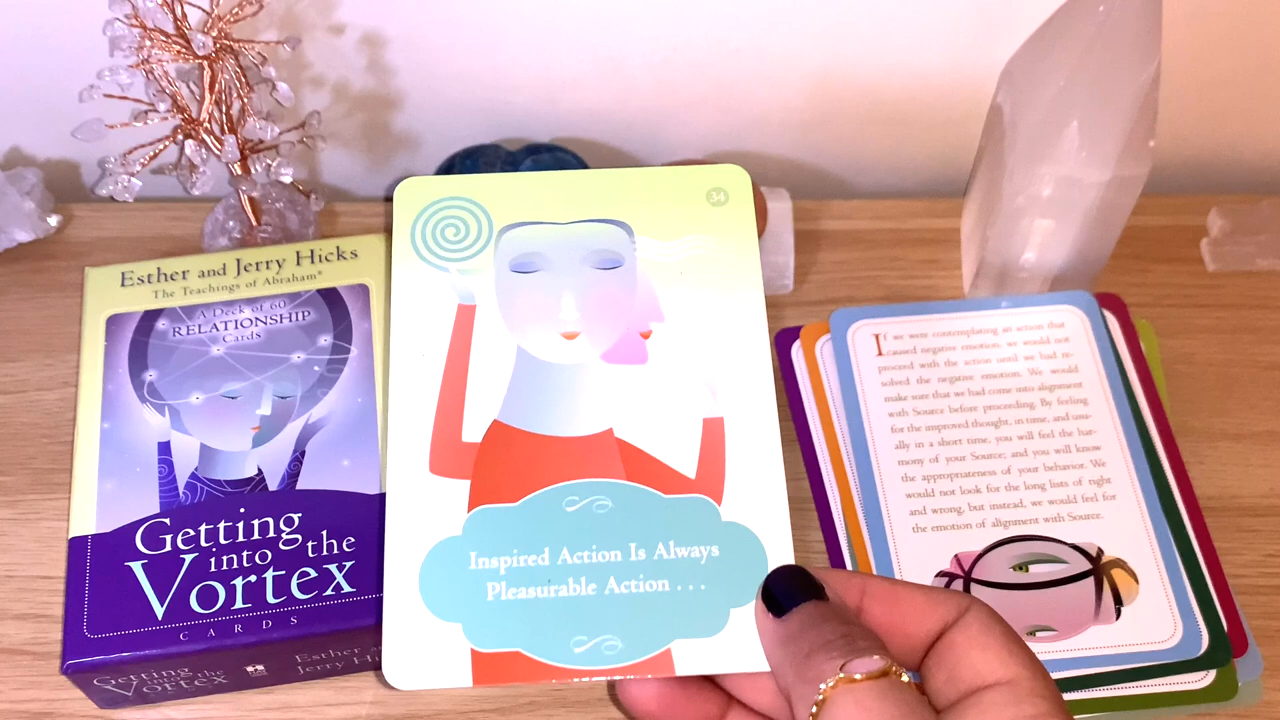 Esther and Jerry Hicks
The Teachings of Abraham®
A Deck of 60
RELATIONSHIP
Cards
Getting
into the
Vortex
CARDS
Getting
into the
Vortex
Esther
Jerry Hi
34
Inspired Action Is Always
Pleasurable Action . . .
If we were contemplating an action that
caused negative emotion, we would not
proceed with the action until we had re-
solved the negative emotion. We would
make sure that we had come into alignment
with Source before proceeding. By feeling
for the improved thought, in time, and usu-
ally in a short time, you will feel the har-
mony of your Source; and you will know
the appropriateness of your behavior. We
would not look for the long lists of right
and wrong, but instead, we would feel for
the emotion of alignment with Source.